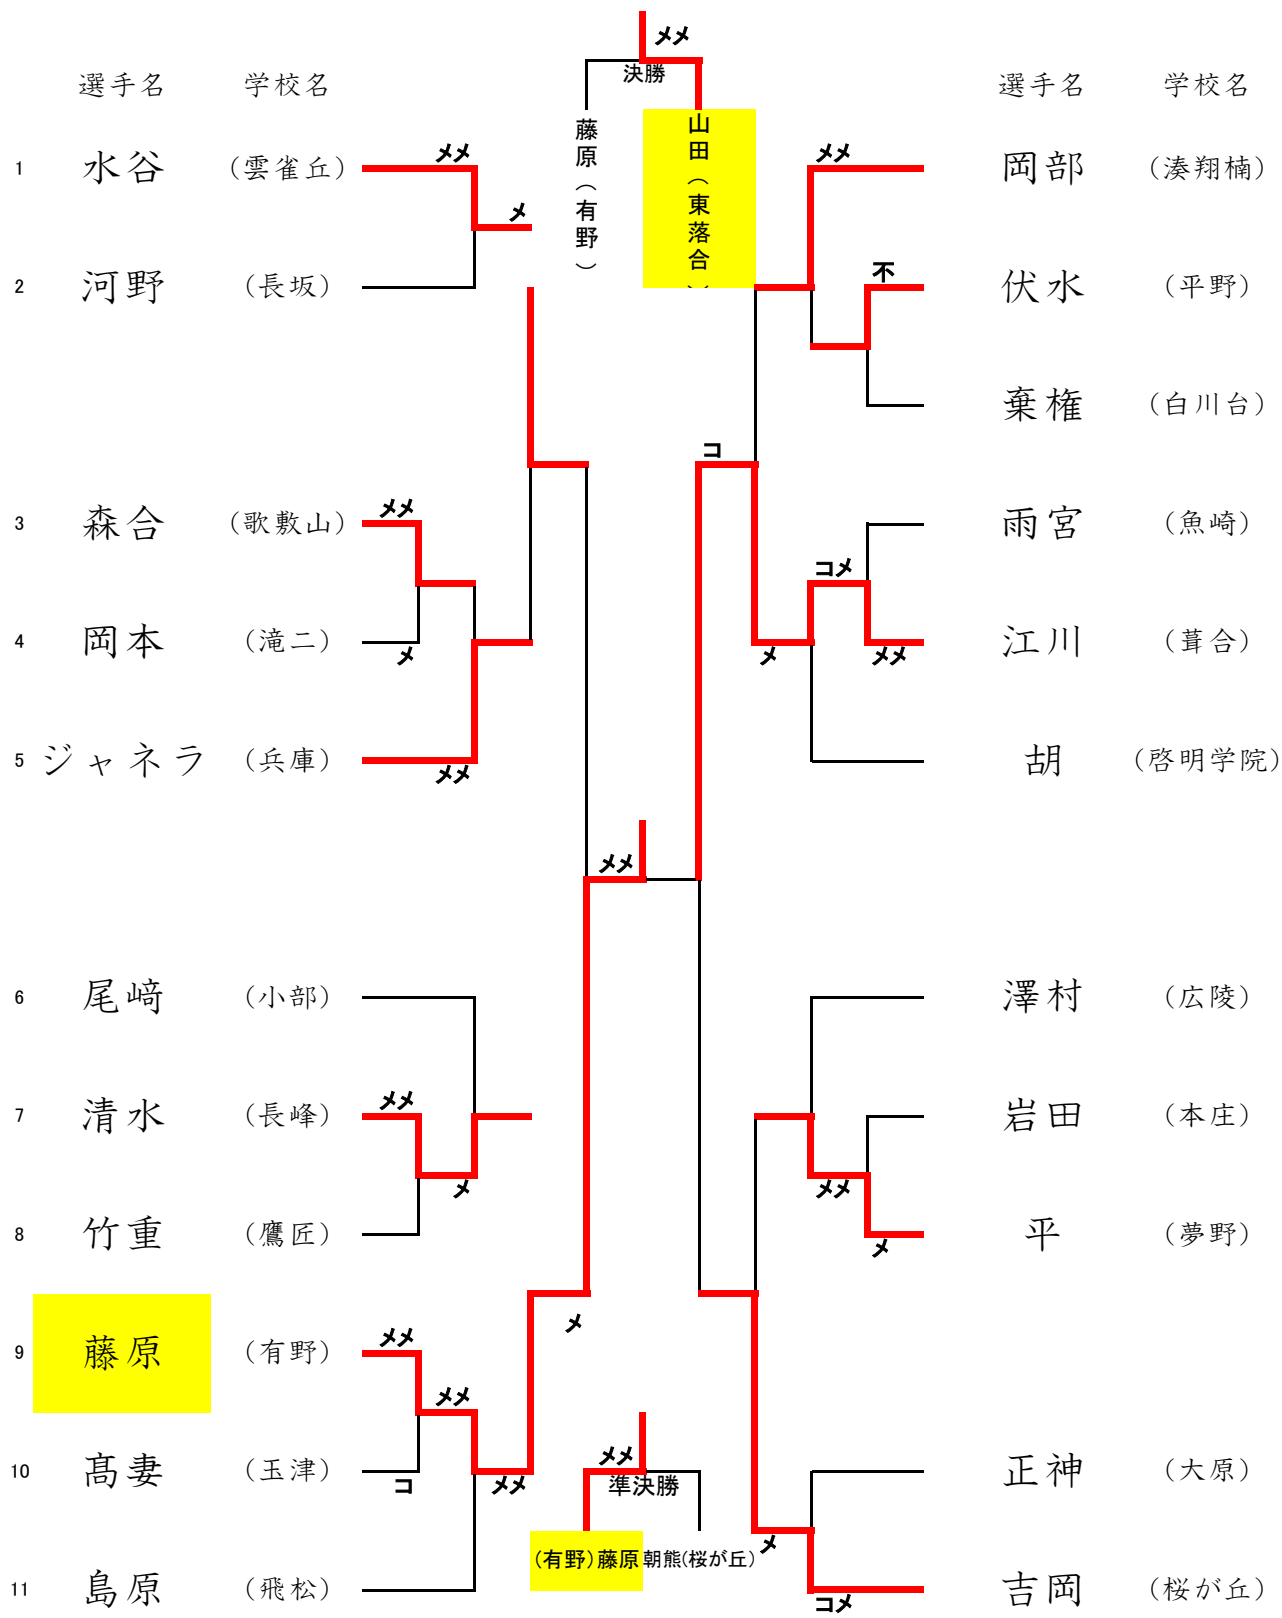 メメ
決勝
選手名 学校名
選手名 学校名
藤原（有野）
山田（東落合）
1 水谷 （雲雀丘） メメ
メメ 岡部 （湊翔楠）
メ
2 河野 （長坂）
不 伏水 （平野）
棄権 （白川台）
コ
3 森合 （歌敷山） メメ
雨宮 （魚崎）
コメ
4 岡本 （滝二） メ
メ メメ 江川 （葺合）
5 ジャネラ （兵庫） メメ
胡 （啓明学院）
メメ
6 尾﨑 （小部）
澤村 （広陵）
7 清水 （長峰） メメ
岩田 （本庄）
メ
メメ
8 竹重 （鷹匠）
メ 平 （夢野）
メ
9 藤原 （有野） メメ
メメ
10 髙妻 （玉津） コ
メメ
メメ
準決勝
正神 （大原）
(有野)藤原 朝熊(桜が丘)
メ
11 島原 （飛松）
コメ 吉岡 （桜が丘）